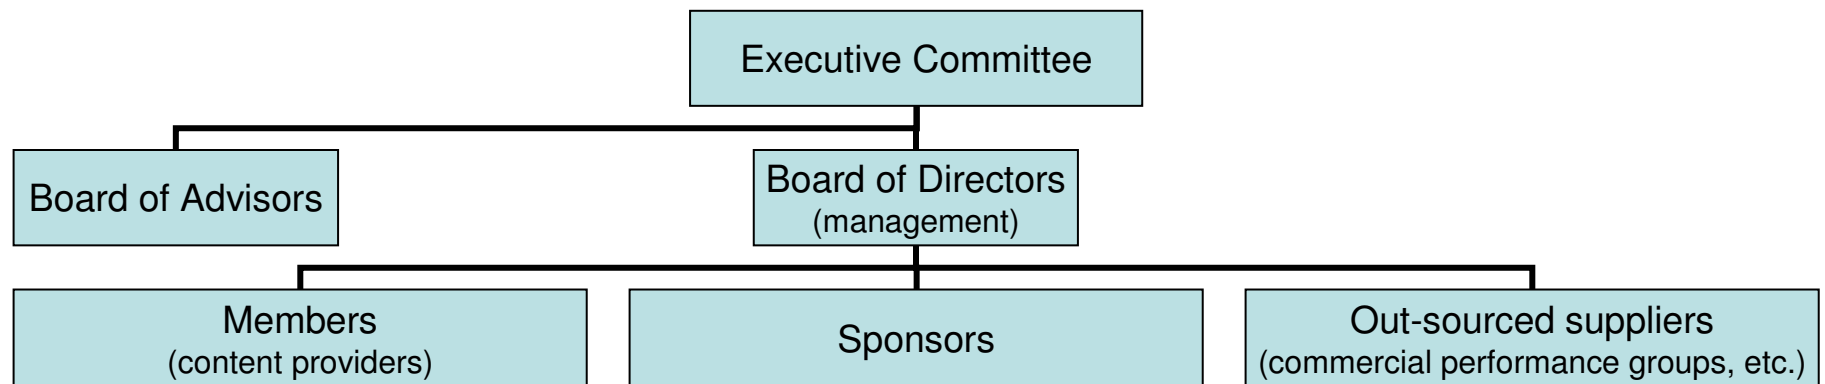 Executive Committee
Board of Advisors
Board of Directors
(management)
Members
(content providers)
Sponsors
Out-sourced suppliers
(commercial performance groups, etc.)